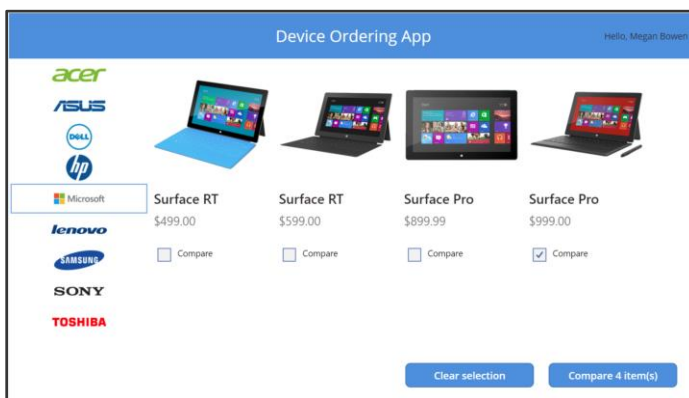 Device Ordering App
Hello, Megan Bowen
acer
ASUS
DELL
hp
Microsoft
lenovo
SAMSUNG
SONY
TOSHIBA
Surface RT Surface RT Surface Pro Surface Pro
$499.00 $599.00 $899.99 $999.00
Compare Compare Compare Compare
Clear selection Compare 4 item(s)